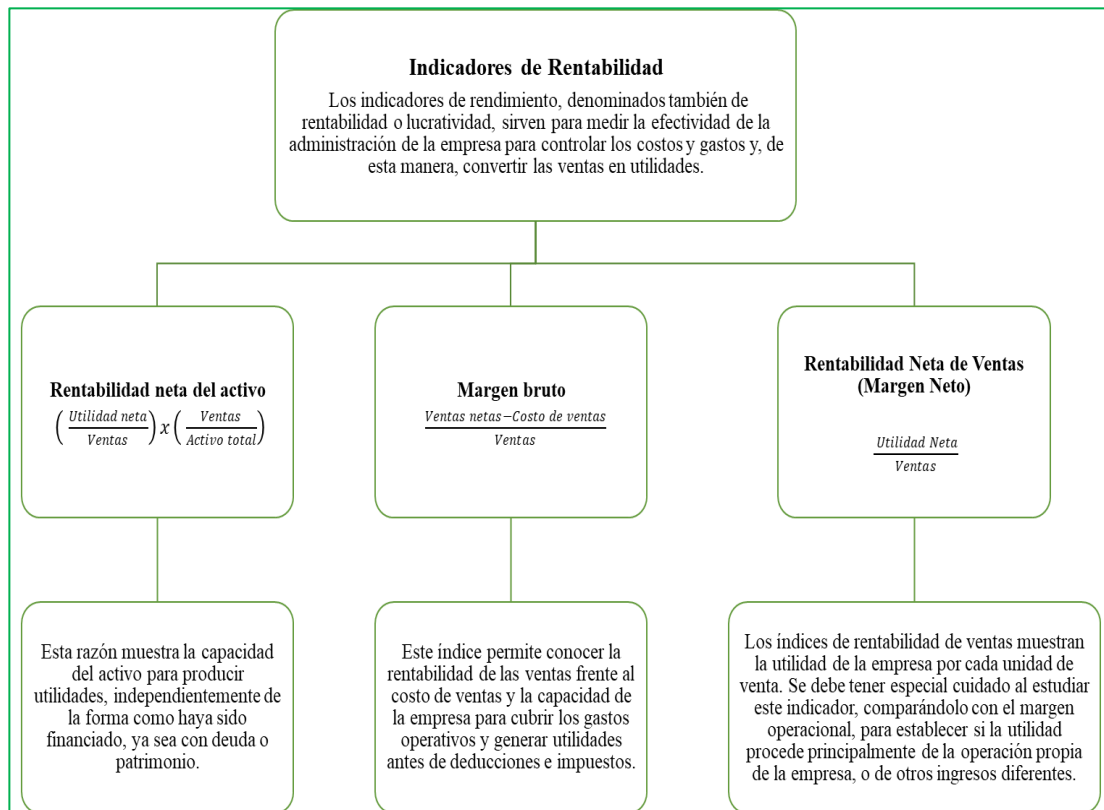 Indicadores de Rentabilidad
Los indicadores de rendimiento, denominados también de
rentabilidad o lucratividad, sirven para medir la efectividad de la
administración de la empresa para controlar los costos y gastos y, de
esta manera, convertir las ventas en utilidades.
Rentabilidad neta del activo
(Utilidad neta / Ventas) x (Ventas / Activo total)
Margen bruto
Ventas netas−Costo de ventas / Ventas
Rentabilidad Neta de Ventas
(Margen Neto)
Utilidad Neta / Ventas
Esta razón muestra la capacidad
del activo para producir
utilidades, independientemente de
la forma como haya sido
financiado, ya sea con deuda o
patrimonio.
Este índice permite conocer la
rentabilidad de las ventas frente al
costo de ventas y la capacidad de
la empresa para cubrir los gastos
operativos y generar utilidades
antes de deducciones e impuestos.
Los índices de rentabilidad de ventas muestran
la utilidad de la empresa por cada unidad de
venta. Se debe tener especial cuidado al estudiar
este indicador, comparándolo con el margen
operacional, para establecer si la utilidad
procede principalmente de la operación propia
de la empresa, o de otros ingresos diferentes.